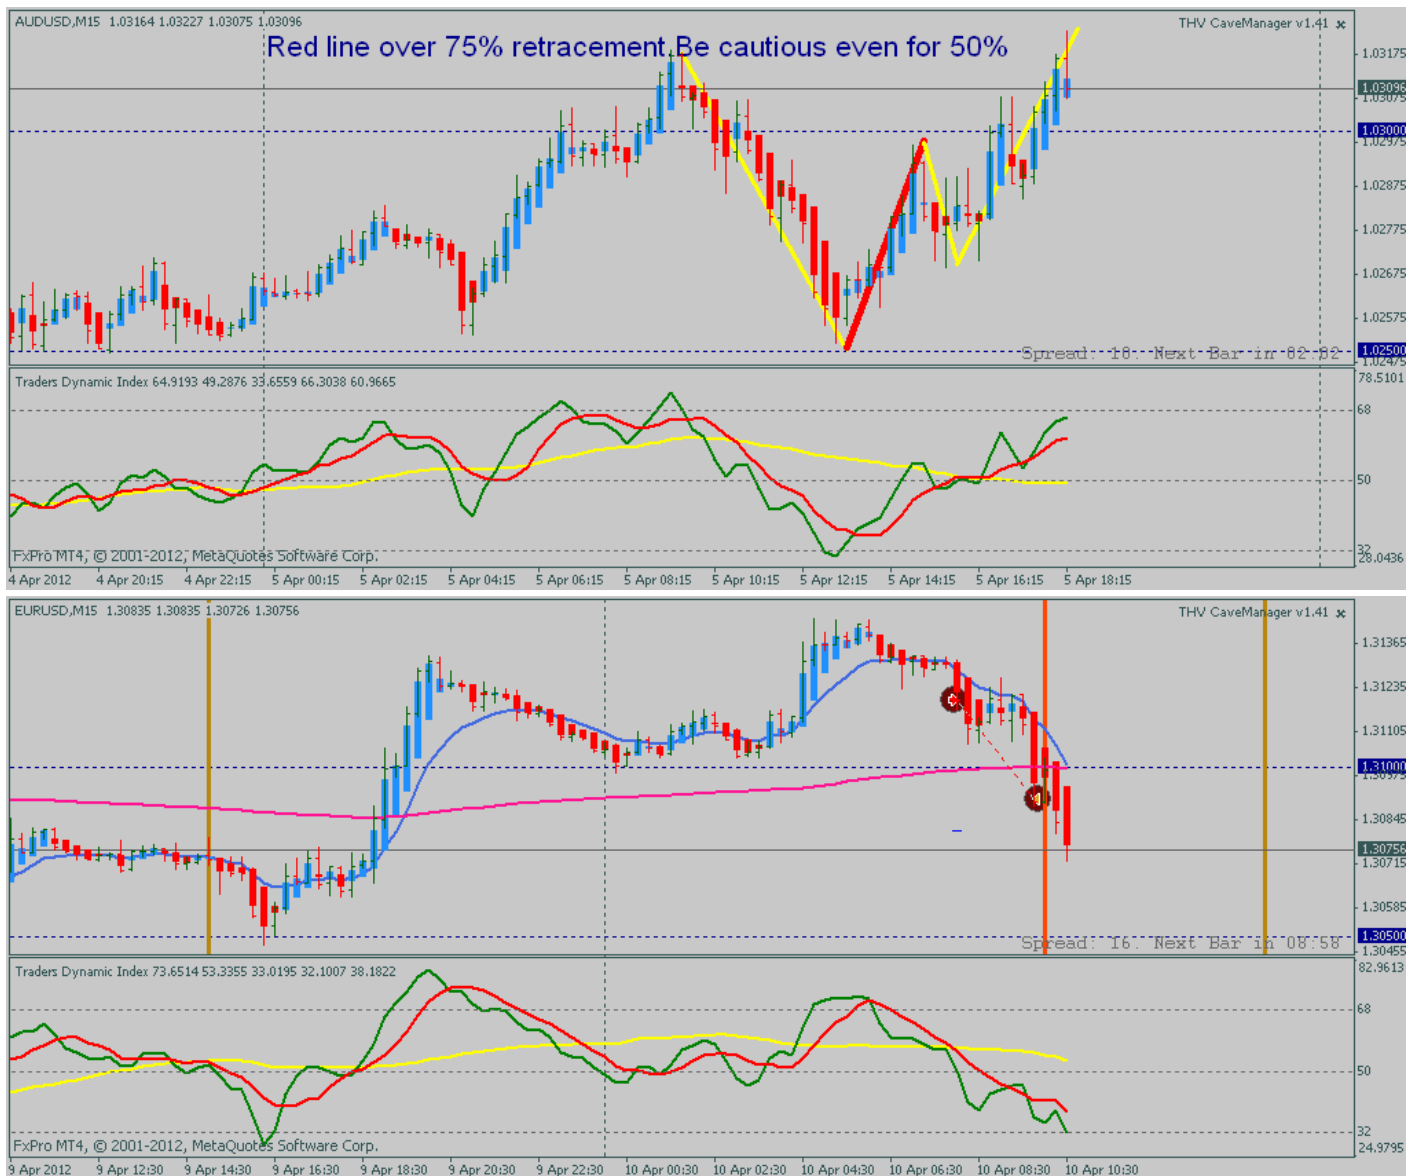 AUDUSD,M15 1.03164 1.03227 1.03075 1.03096
THV CaveManager v1.41 x
Red line over 75% retracement.Be cautious even for 50%
1.03175
1.03096
1.03075
1.03000
1.02975
1.02875
1.02775
1.02675
1.02575
1.02500
1.02475
Spread: 10. Next Bar in 02:02
Traders Dynamic Index 64.9193 49.2876 33.6559 66.3038 60.9665
78.5101
68
50
32
28.0436
FxPro MT4, © 2001-2012, MetaQuotes Software Corp.
4 Apr 2012 4 Apr 20:15 4 Apr 22:15 5 Apr 00:15 5 Apr 02:15 5 Apr 04:15 5 Apr 06:15 5 Apr 08:15 5 Apr 10:15 5 Apr 12:15 5 Apr 14:15 5 Apr 16:15 5 Apr 18:15
EURUSD,M15 1.30835 1.30835 1.30726 1.30756
THV CaveManager v1.41 x
1.31365
1.31235
1.31105
1.31000
1.30975
1.30845
1.30756
1.30715
1.30585
1.30500
1.30455
Spread: 16. Next Bar in 08:58
Traders Dynamic Index 73.6514 53.3355 33.0195 32.1007 38.1822
82.9613
68
50
32
24.9795
FxPro MT4, © 2001-2012, MetaQuotes Software Corp.
9 Apr 2012 9 Apr 12:30 9 Apr 14:30 9 Apr 16:30 9 Apr 18:30 9 Apr 20:30 9 Apr 22:30 10 Apr 00:30 10 Apr 02:30 10 Apr 04:30 10 Apr 06:30 10 Apr 08:30 10 Apr 10:30